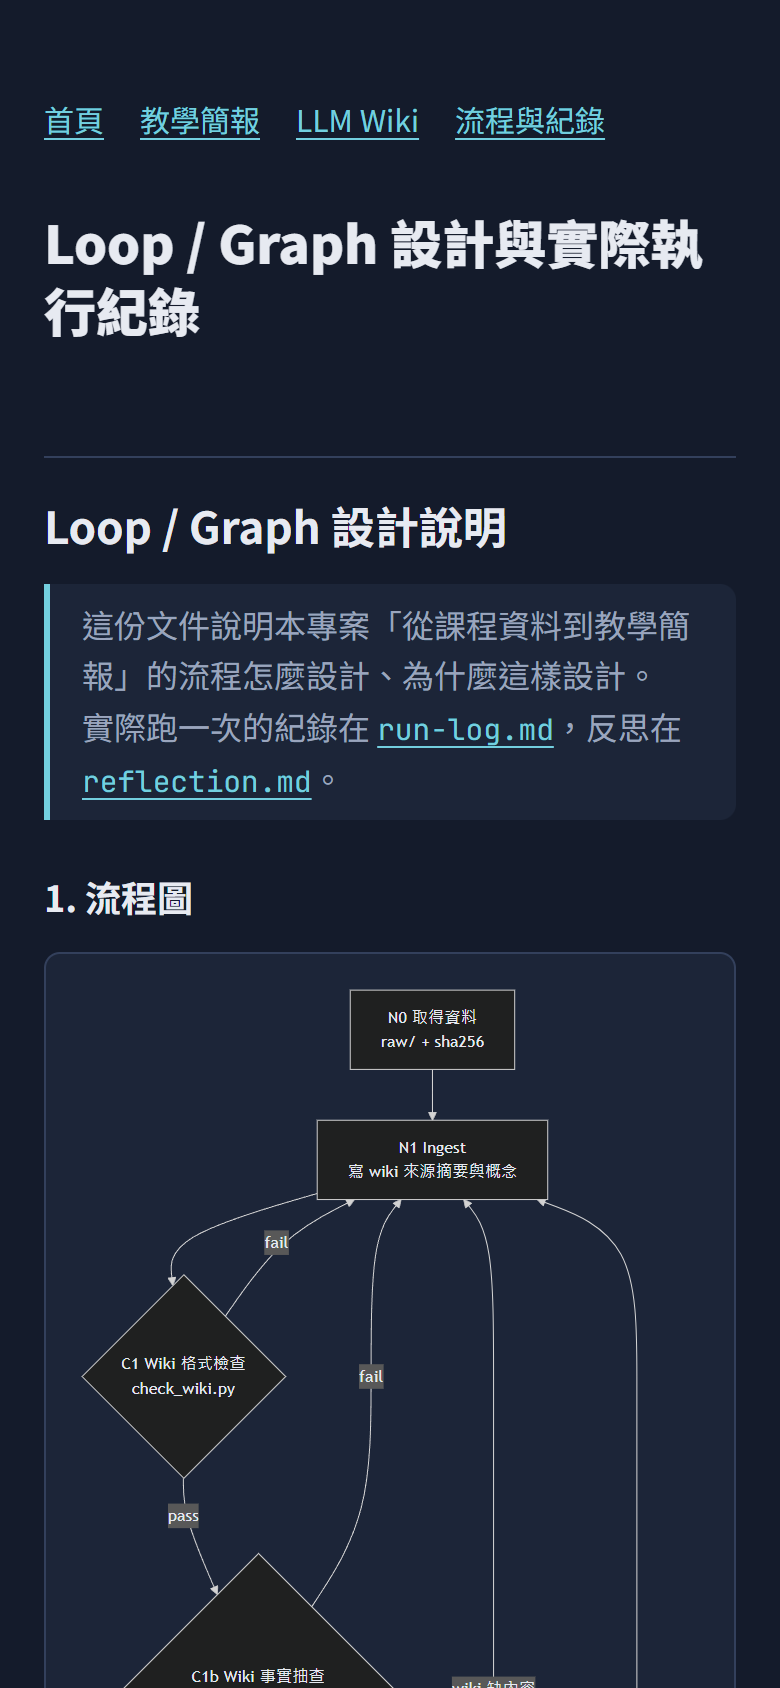 首頁 教學簡報 LLM Wiki 流程與紀錄
Loop / Graph 設計與實際執
行紀錄
Loop / Graph 設計說明
這份文件說明本專案「從課程資料到教學簡
報」的流程怎麼設計、為什麼這樣設計。
實際跑一次的紀錄在 run-log.md，反思在
reflection.md。
1. 流程圖
N0 取得資料
raw/ + sha256
N1 Ingest
寫 wiki 來源摘要與概念
fail
C1 Wiki 格式檢查
check_wiki.py
fail
pass
C1b Wiki 事實抽查
wiki 缺內容